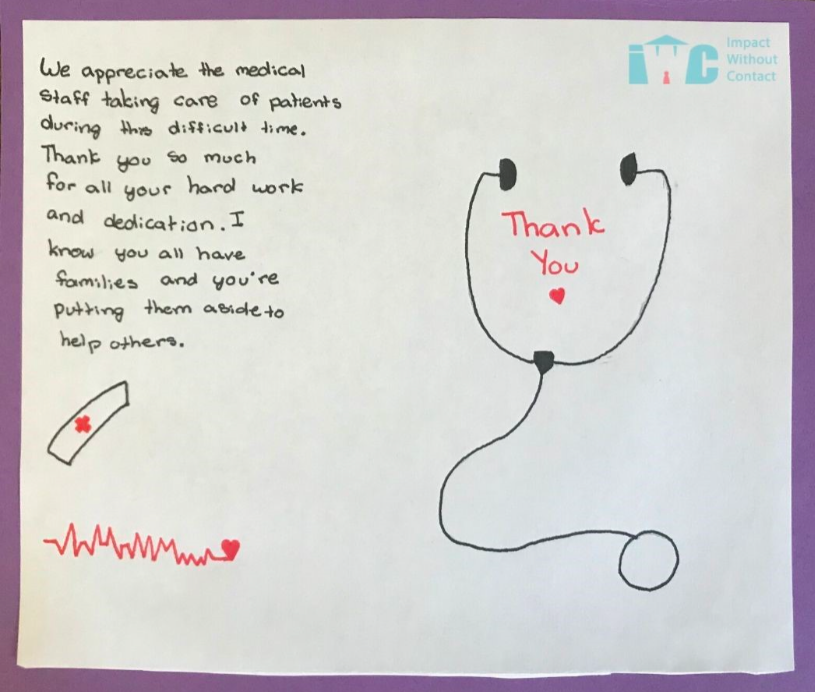 We appreciate the medical
staff taking care of patients
during this difficult time.
Thank you so much
for all your hard work
and dedication. I
know you all have
families and you're
putting them aside to
help others.
Thank
You
iWC
Impact
Without
Contact